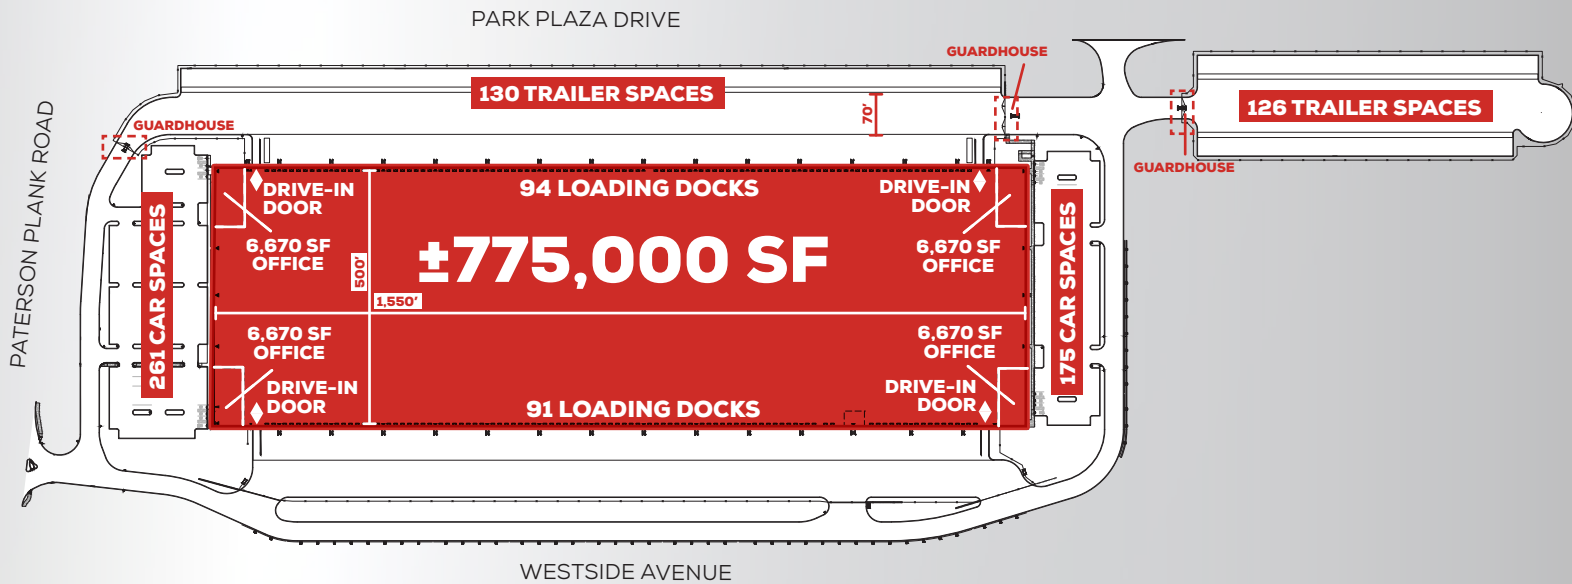 PARK PLAZA DRIVE
GUARDHOUSE
130 TRAILER SPACES
70'
126 TRAILER SPACES
GUARDHOUSE
GUARDHOUSE
PATERSON PLANK ROAD
261 CAR SPACES
DRIVE-IN
DOOR
94 LOADING DOCKS
DRIVE-IN
DOOR
6,670 SF
OFFICE
±775,000 SF
6,670 SF
OFFICE
500'
1,550'
175 CAR SPACES
6,670 SF
OFFICE
6,670 SF
OFFICE
DRIVE-IN
DOOR
91 LOADING DOCKS
DRIVE-IN
DOOR
WESTSIDE AVENUE